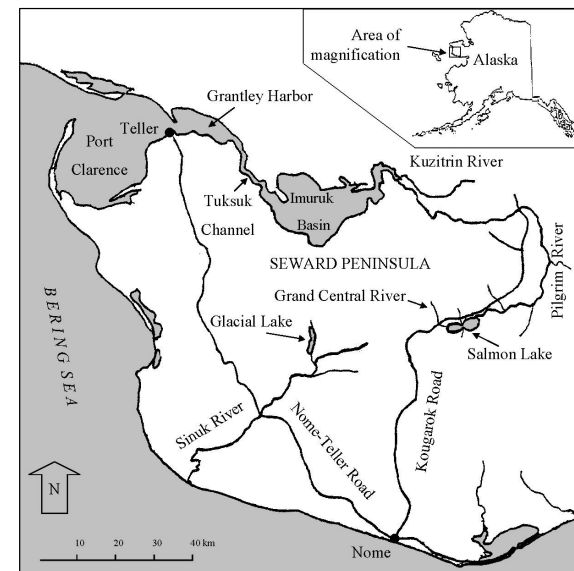 Area of
magnification
Alaska
Grantley Harbor
Teller
Port
Clarence
Kuzitrin River
Tuksuk
Channel
Imuruk
Basin
SEWARD PENINSULA
Pilgrim River
Grand Central River
Glacial Lake
Salmon Lake
BERING SEA
Sinuk River
Nome-Teller Road
Kougarok Road
N
0 10 20 30 40 km
Nome